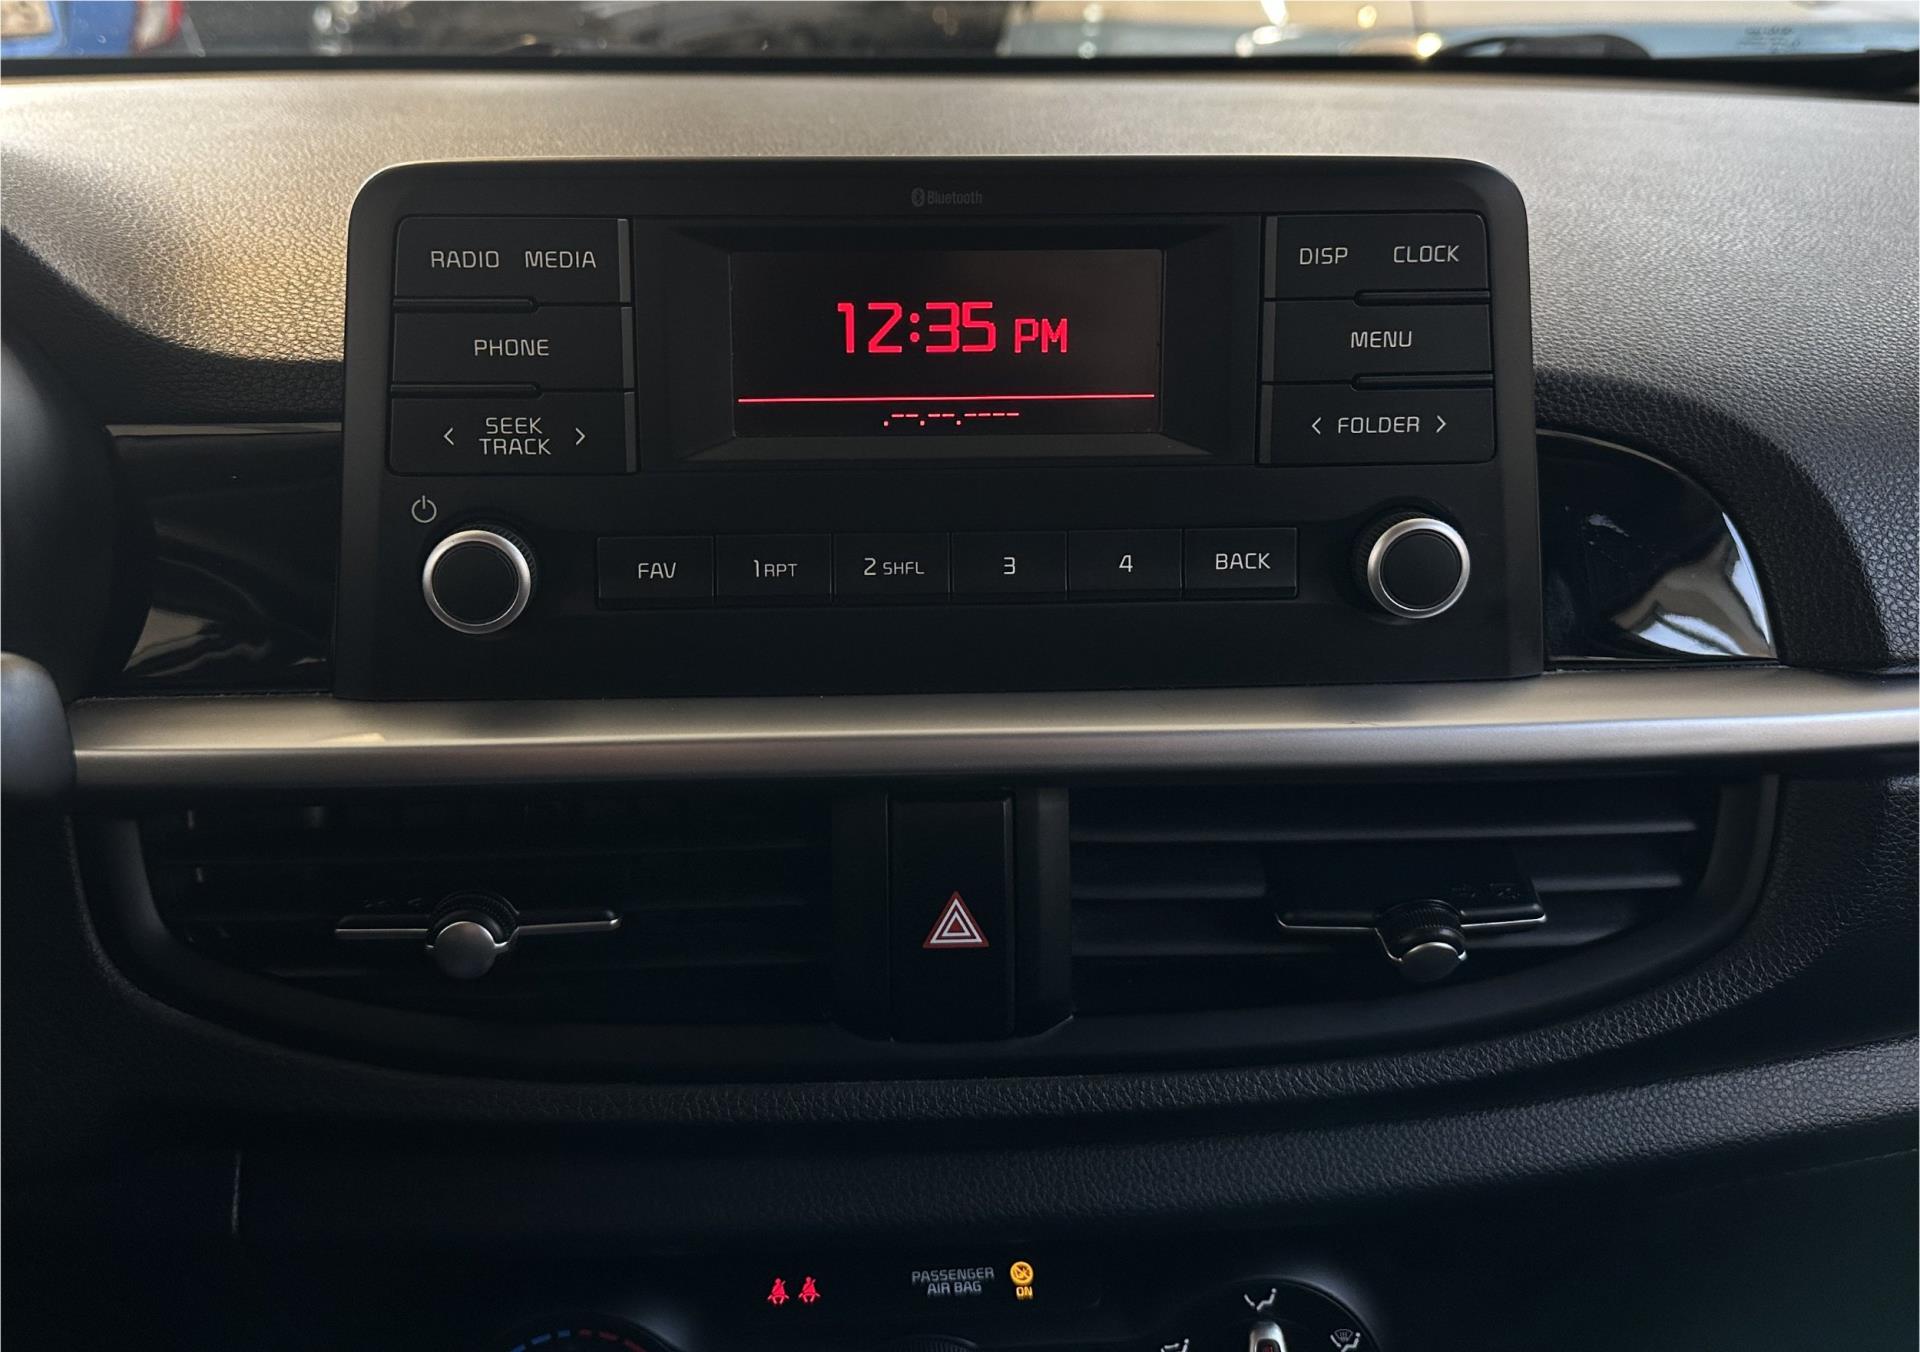 Bluetooth
RADIO MEDIA
DISP CLOCK
12:35 PM
PHONE
MENU
< SEEK TRACK >
< FOLDER >
.--.--.----
FAV
1 RPT
2 SHFL
3
4
BACK
PASSENGER
AIR BAG
ON